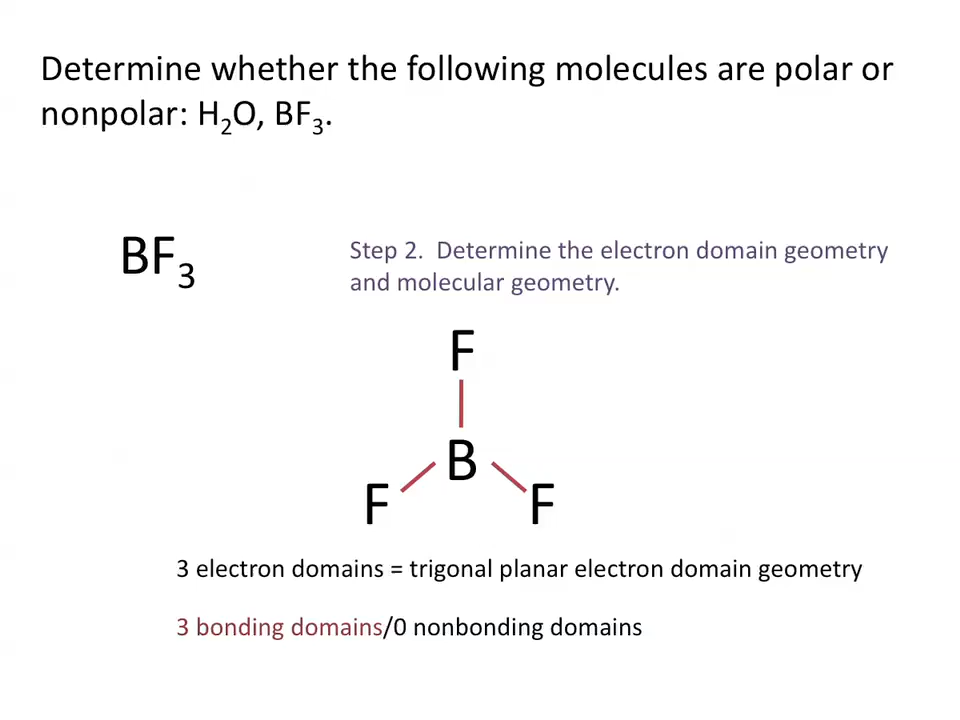 Determine whether the following molecules are polar or
nonpolar: H₂O, BF₃.
BF₃
Step 2.  Determine the electron domain geometry
and molecular geometry.
F
B
F F
3 electron domains = trigonal planar electron domain geometry
3 bonding domains/0 nonbonding domains